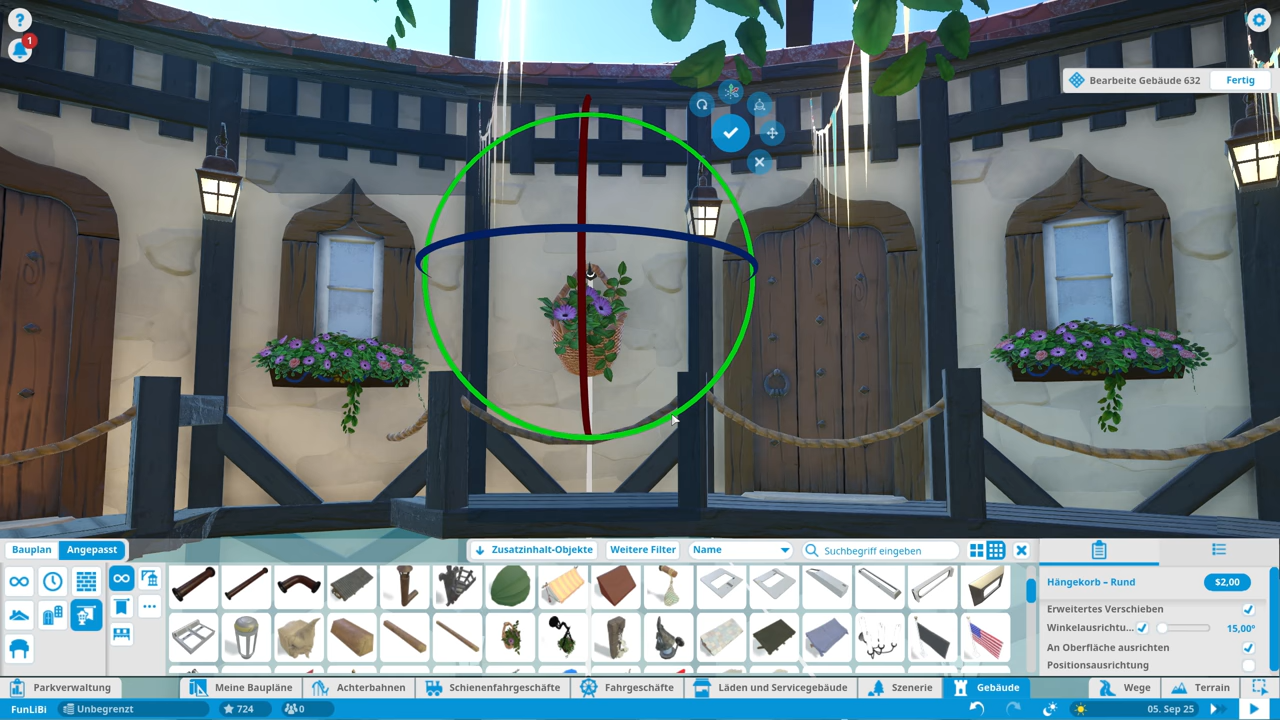 ?
1
Bearbeite Gebäude 632
Fertig
Bauplan
Angepasst
Zusatzinhalt-Objekte
Weitere Filter
Name
Suchbegriff eingeben
Hängekorb – Rund
$2,00
Erweitertes Verschieben
Winkelausrichtu...
15,00°
An Oberfläche ausrichten
Positionsausrichtung
Parkverwaltung
Meine Baupläne
Achterbahnen
Schienenfahrgeschäfte
Fahrgeschäfte
Läden und Servicegebäude
Szenerie
Gebäude
Wege
Terrain
FunLiBi
Unbegrenzt
724
0
05. Sep 25